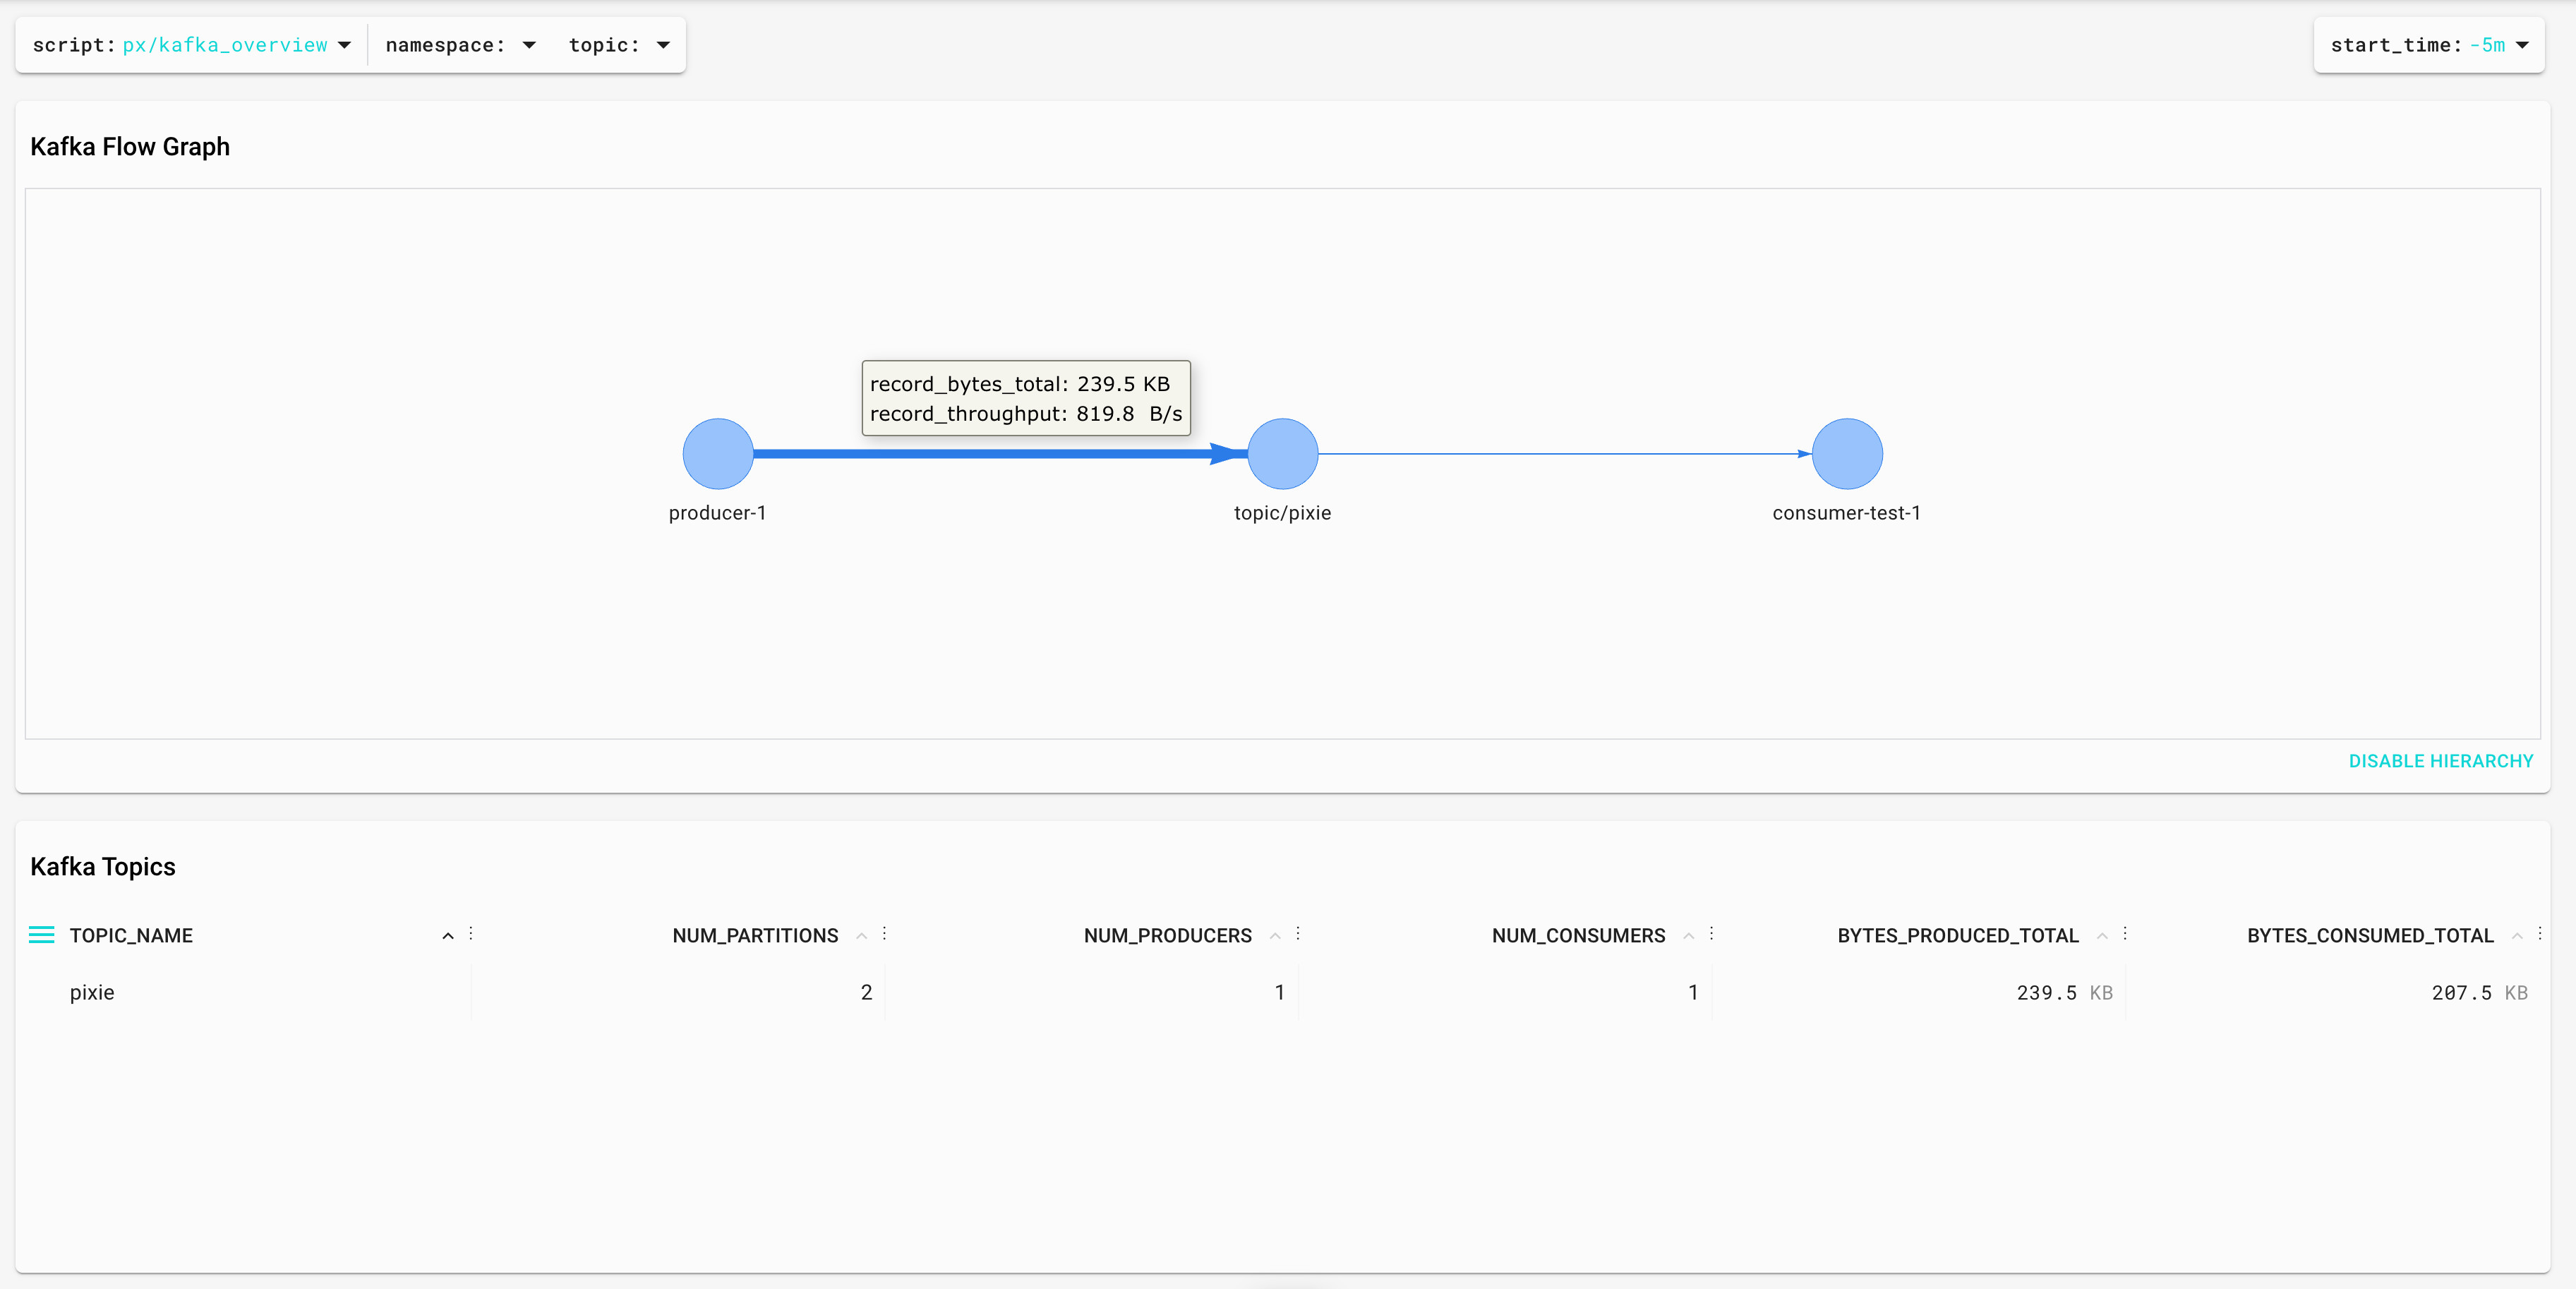 script: px/kafka_overview namespace: topic: start_time: -5m
Kafka Flow Graph
record_bytes_total: 239.5 KB
record_throughput: 819.8 B/s
producer-1 topic/pixie consumer-test-1
DISABLE HIERARCHY
Kafka Topics
TOPIC_NAME NUM_PARTITIONS NUM_PRODUCERS NUM_CONSUMERS BYTES_PRODUCED_TOTAL BYTES_CONSUMED_TOTAL
pixie 2 1 1 239.5 KB 207.5 KB